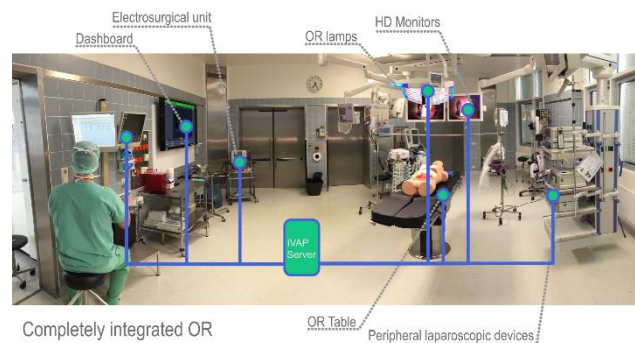 Electrosurgical unit
Dashboard
OR lamps
HD Monitors
IVAP
Server
OR Table
Peripheral laparoscopic devices
Completely integrated OR